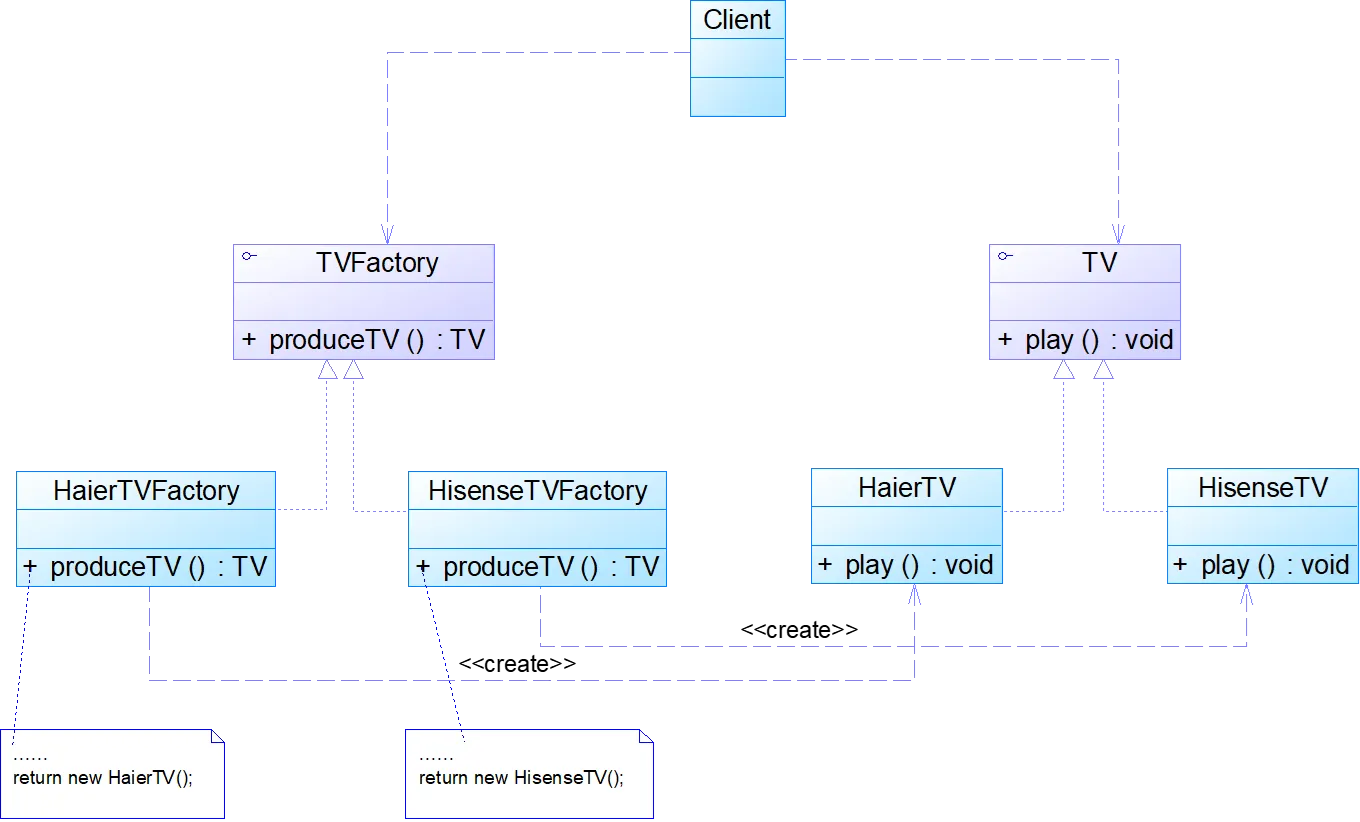 Client
TVFactory
+ produceTV () : TV
TV
+ play () : void
HaierTVFactory
+ produceTV () : TV
HisenseTVFactory
+ produceTV () : TV
HaierTV
+ play () : void
HisenseTV
+ play () : void
<<create>>
<<create>>
......
return new HaierTV();
......
return new HisenseTV();